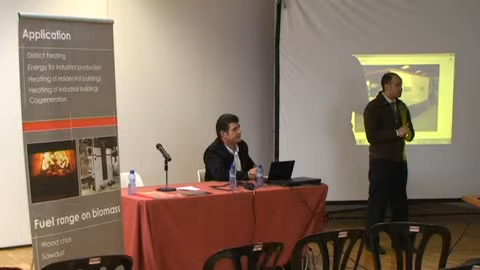 Application
District heating
Energy for industrial production
Heating of residential buildings
Heating of industrial buildings
Cogeneration
Fuel range on biomass
Wood chips
Sawdust